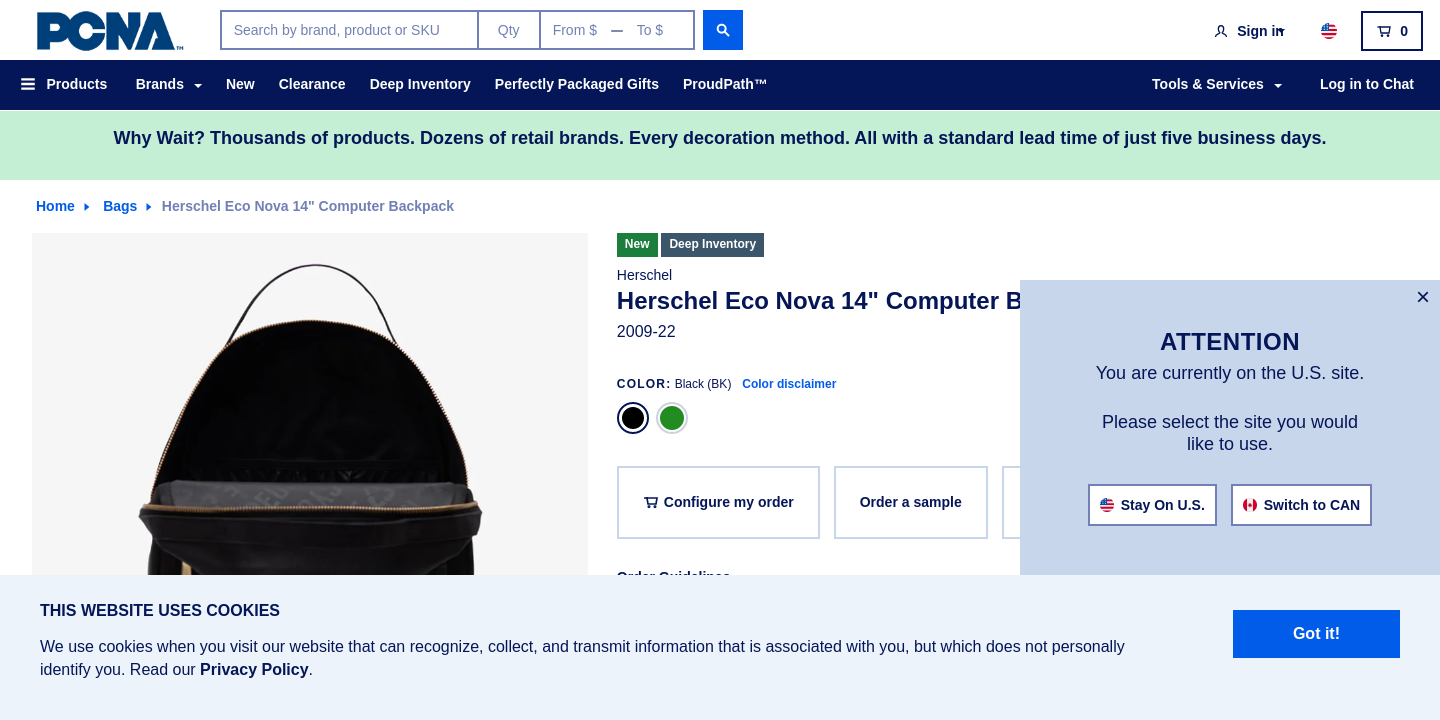 PCNA™
Search by brand, product or SKU
Qty
From $ — To $
Sign in
0
Products
Brands
New
Clearance
Deep Inventory
Perfectly Packaged Gifts
ProudPath™
Tools & Services
Log in to Chat
Why Wait? Thousands of products. Dozens of retail brands. Every decoration method. All with a standard lead time of just five business days.
Home
Bags
Herschel Eco Nova 14" Computer Backpack
New
Deep Inventory
Herschel
Herschel Eco Nova 14" Computer B
2009-22
COLOR: Black (BK) Color disclaimer
Configure my order
Order a sample
Order Guidelines
×
ATTENTION
You are currently on the U.S. site.
Please select the site you would
like to use.
Stay On U.S.
Switch to CAN
THIS WEBSITE USES COOKIES
We use cookies when you visit our website that can recognize, collect, and transmit information that is associated with you, but which does not personally
identify you. Read our Privacy Policy.
Got it!